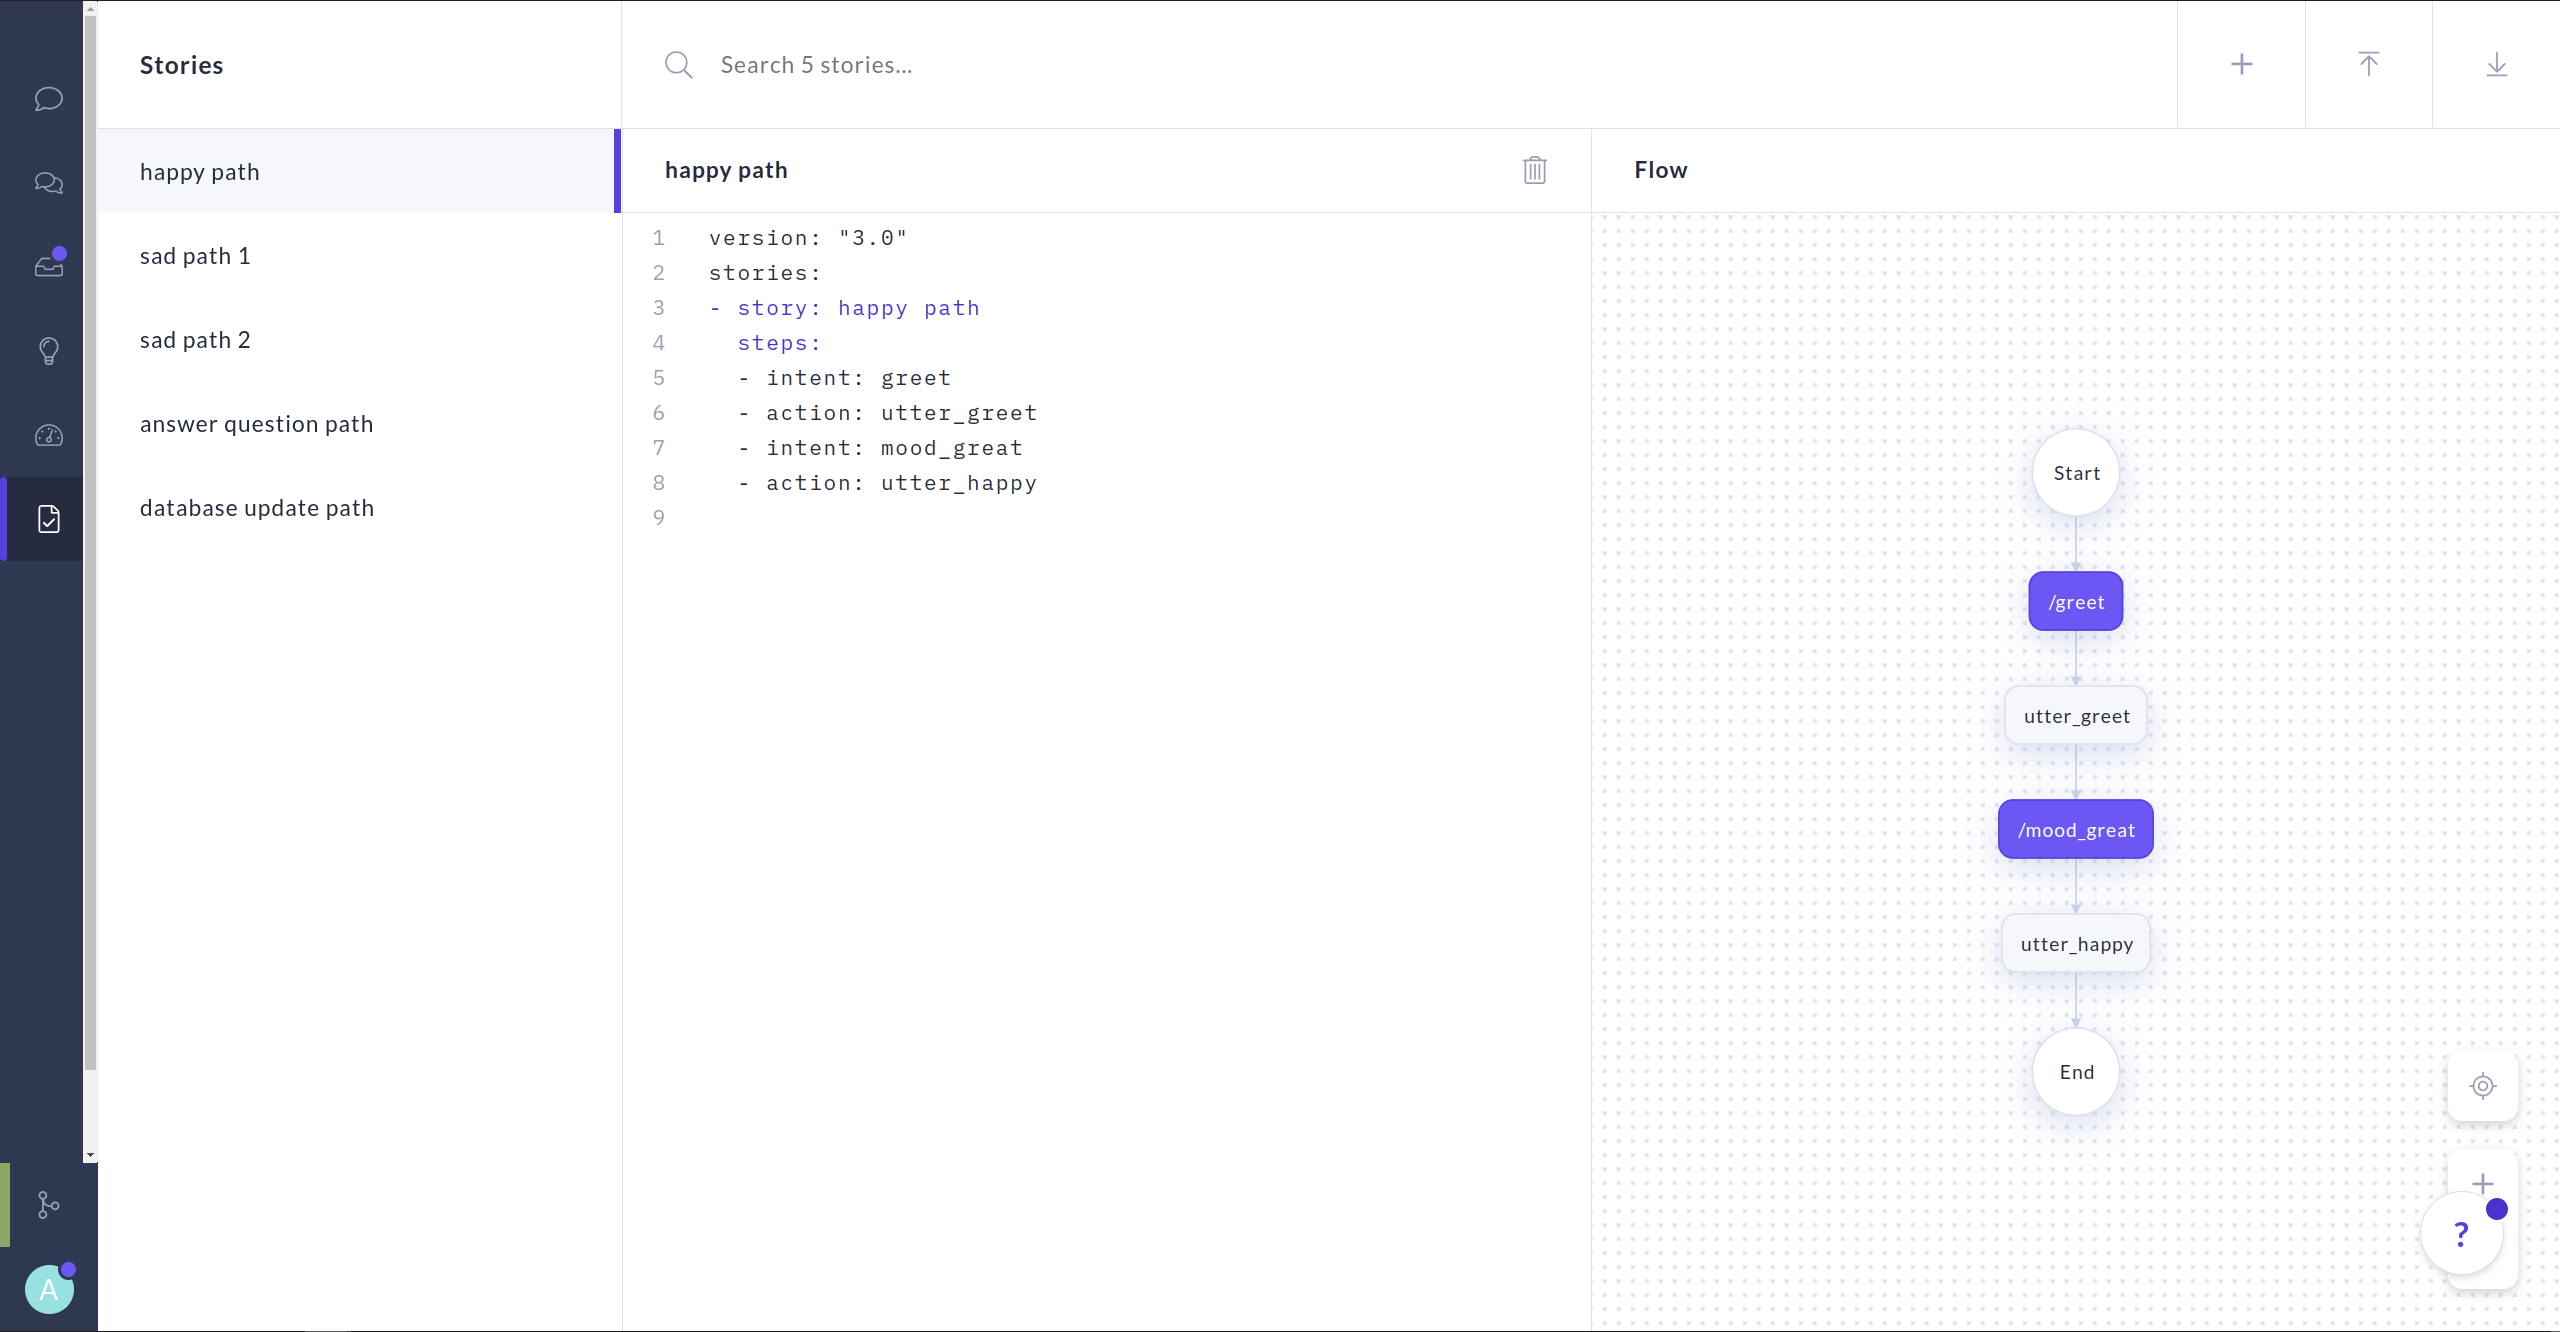 Stories
Search 5 stories...
happy path
sad path 1
sad path 2
answer question path
database update path
happy path
1 version: "3.0"
2 stories:
3 - story: happy path
4   steps:
5   - intent: greet
6   - action: utter_greet
7   - intent: mood_great
8   - action: utter_happy
9
Flow
Start
/greet
utter_greet
/mood_great
utter_happy
End
?
A